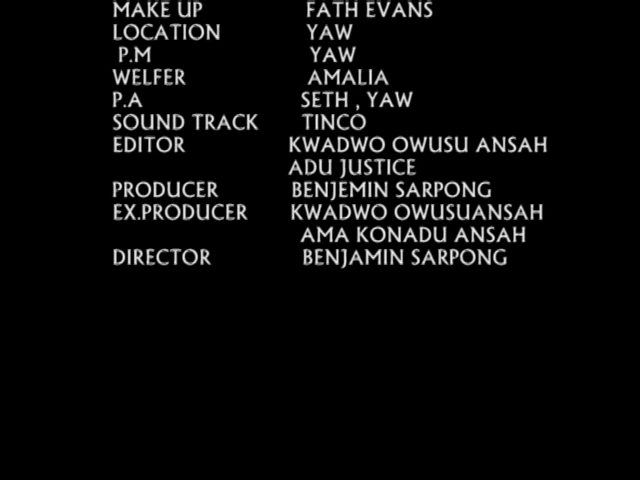 MAKE UP FATH EVANS
LOCATION YAW
P.M YAW
WELFER AMALIA
P.A SETH , YAW
SOUND TRACK TINCO
EDITOR KWADWO OWUSU ANSAH
ADU JUSTICE
PRODUCER BENJEMIN SARPONG
EX.PRODUCER KWADWO OWUSUANSAH
AMA KONADU ANSAH
DIRECTOR BENJAMIN SARPONG